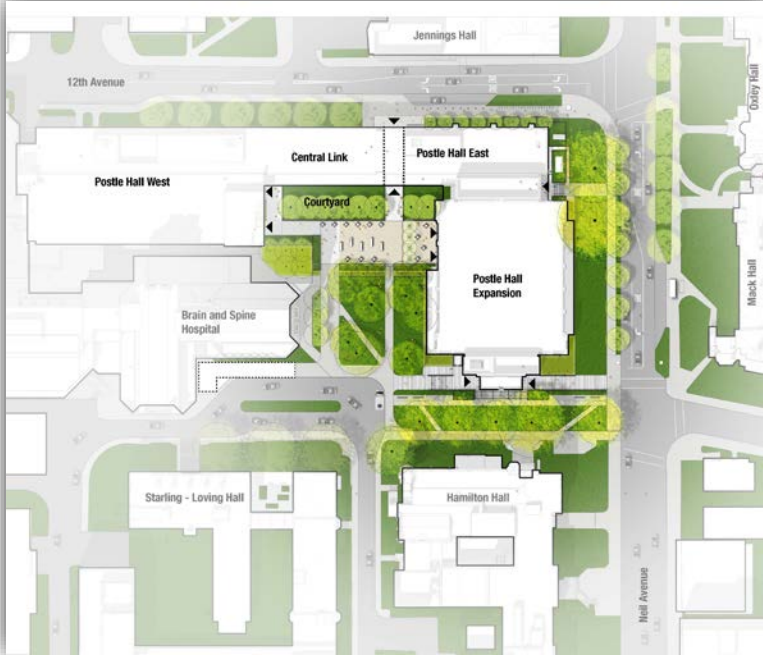 Jennings Hall
12th Avenue
Oxley Hall
Central Link
Postle Hall East
Postle Hall West
Courtyard
Postle Hall
Expansion
Mack Hall
Brain and Spine
Hospital
Starling - Loving Hall
Hamilton Hall
Neil Avenue